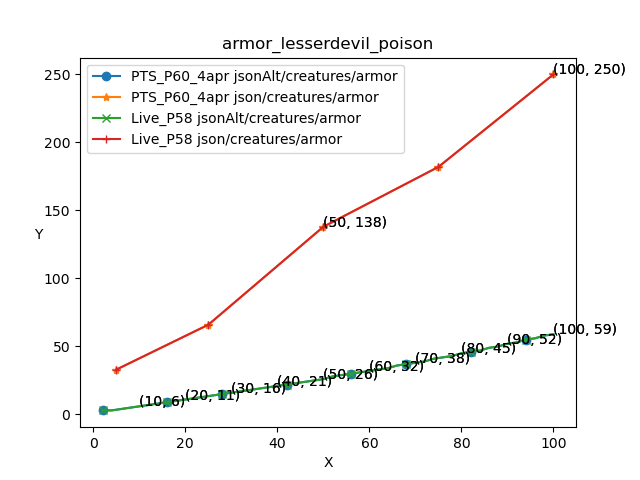 armor_lesserdevil_poison
PTS_P60_4apr jsonAlt/creatures/armor
PTS_P60_4apr json/creatures/armor
Live_P58 jsonAlt/creatures/armor
Live_P58 json/creatures/armor
Y
250
200
150
100
50
0
(100, 250)
(50, 138)
(100, 59)
(90, 52)
(80, 45)
(70, 38)
(60, 32)
(50, 26)
(40, 21)
(30, 16)
(20, 11)
(10, 6)
0 20 40 60 80 100
X